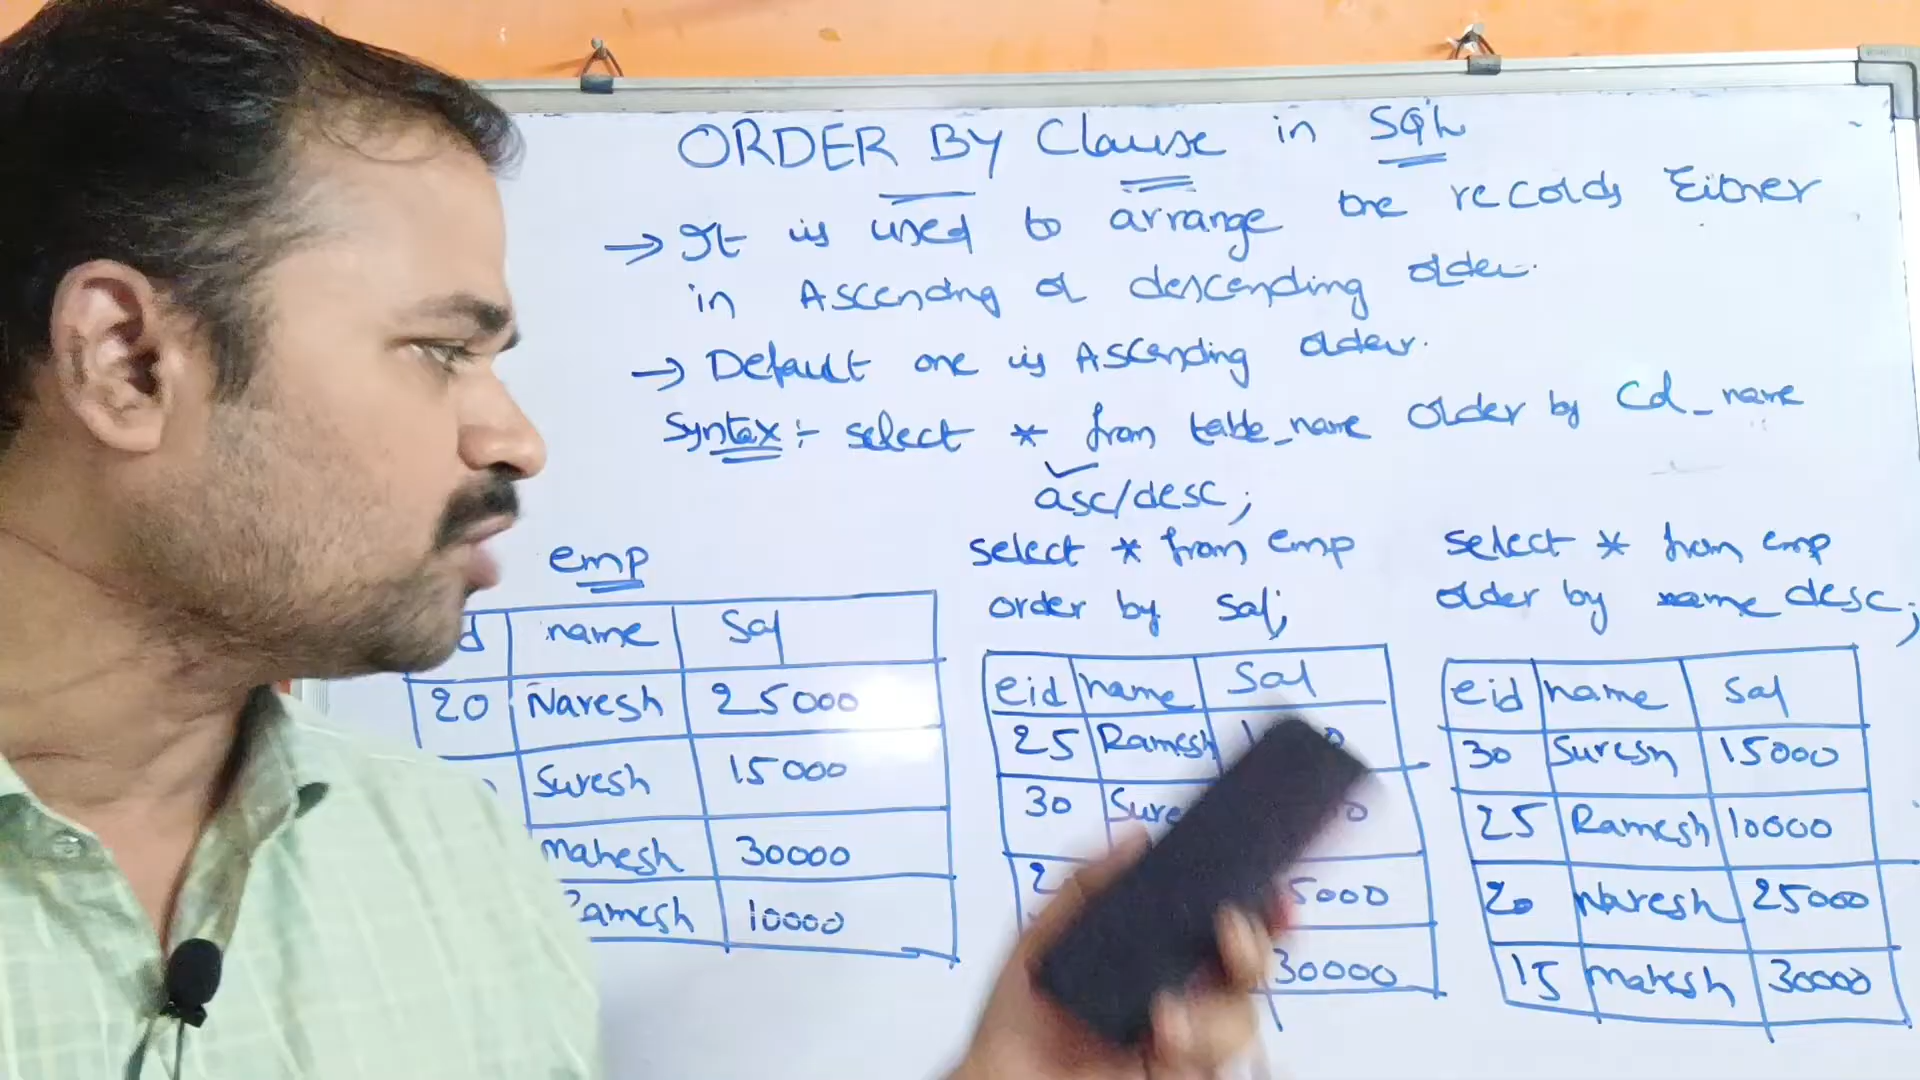 ORDER BY Clause in SQL
→ It is used to arrange the records Either
in Ascending or descending order.
→ Default one is Ascending order.
Syntax :- select * from table_name order by Col_name
asc/desc;
emp
name sal
20 Naresh 25000
Suresh 15000
mahesh 30000
Ramesh 10000
select * from emp
order by sal;
eid name sal
25 Ramesh
30
30000
select * from emp
order by name desc;
eid name sal
30 Suresh 15000
25 Ramesh 10000
20 Naresh 25000
15 mahesh 30000